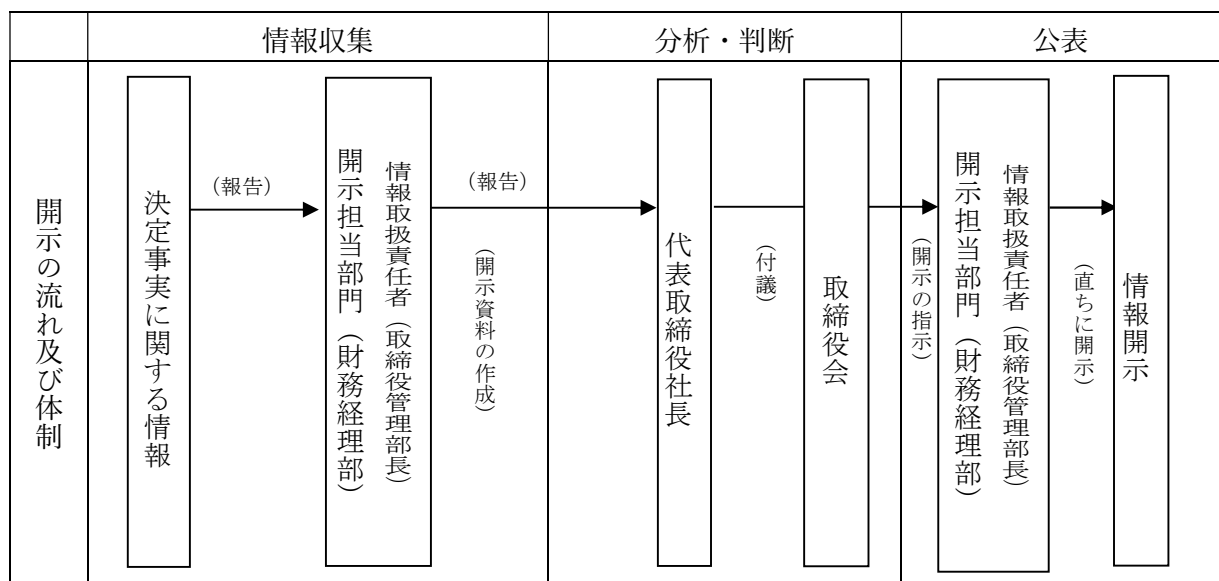 情報収集
分析・判断
公表
開示の流れ及び体制
決定事実に関する情報
（報告）
情報取扱責任者（取締役管理部長）
開示担当部門（財務経理部）
（報告）
（開示資料の作成）
代表取締役社長
（付議）
取締役会
（開示の指示）
情報取扱責任者（取締役管理部長）
開示担当部門（財務経理部）
（直ちに開示）
情報開示